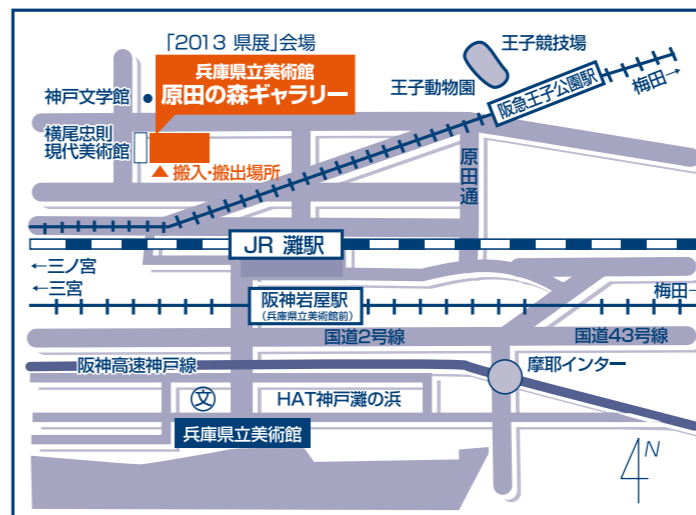 「2013 県展」会場
兵庫県立美術館
原田の森ギャラリー
王子競技場
神戸文学館
王子動物園
阪急王子公園駅
梅田→
横尾忠則
現代美術館
▲ 搬入・搬出場所
原田通
JR 灘駅
←三ノ宮
←三宮
阪神岩屋駅
(兵庫県立美術館前)
梅田→
国道2号線
国道43号線
阪神高速神戸線
摩耶インター
文
HAT神戸灘の浜
兵庫県立美術館
N